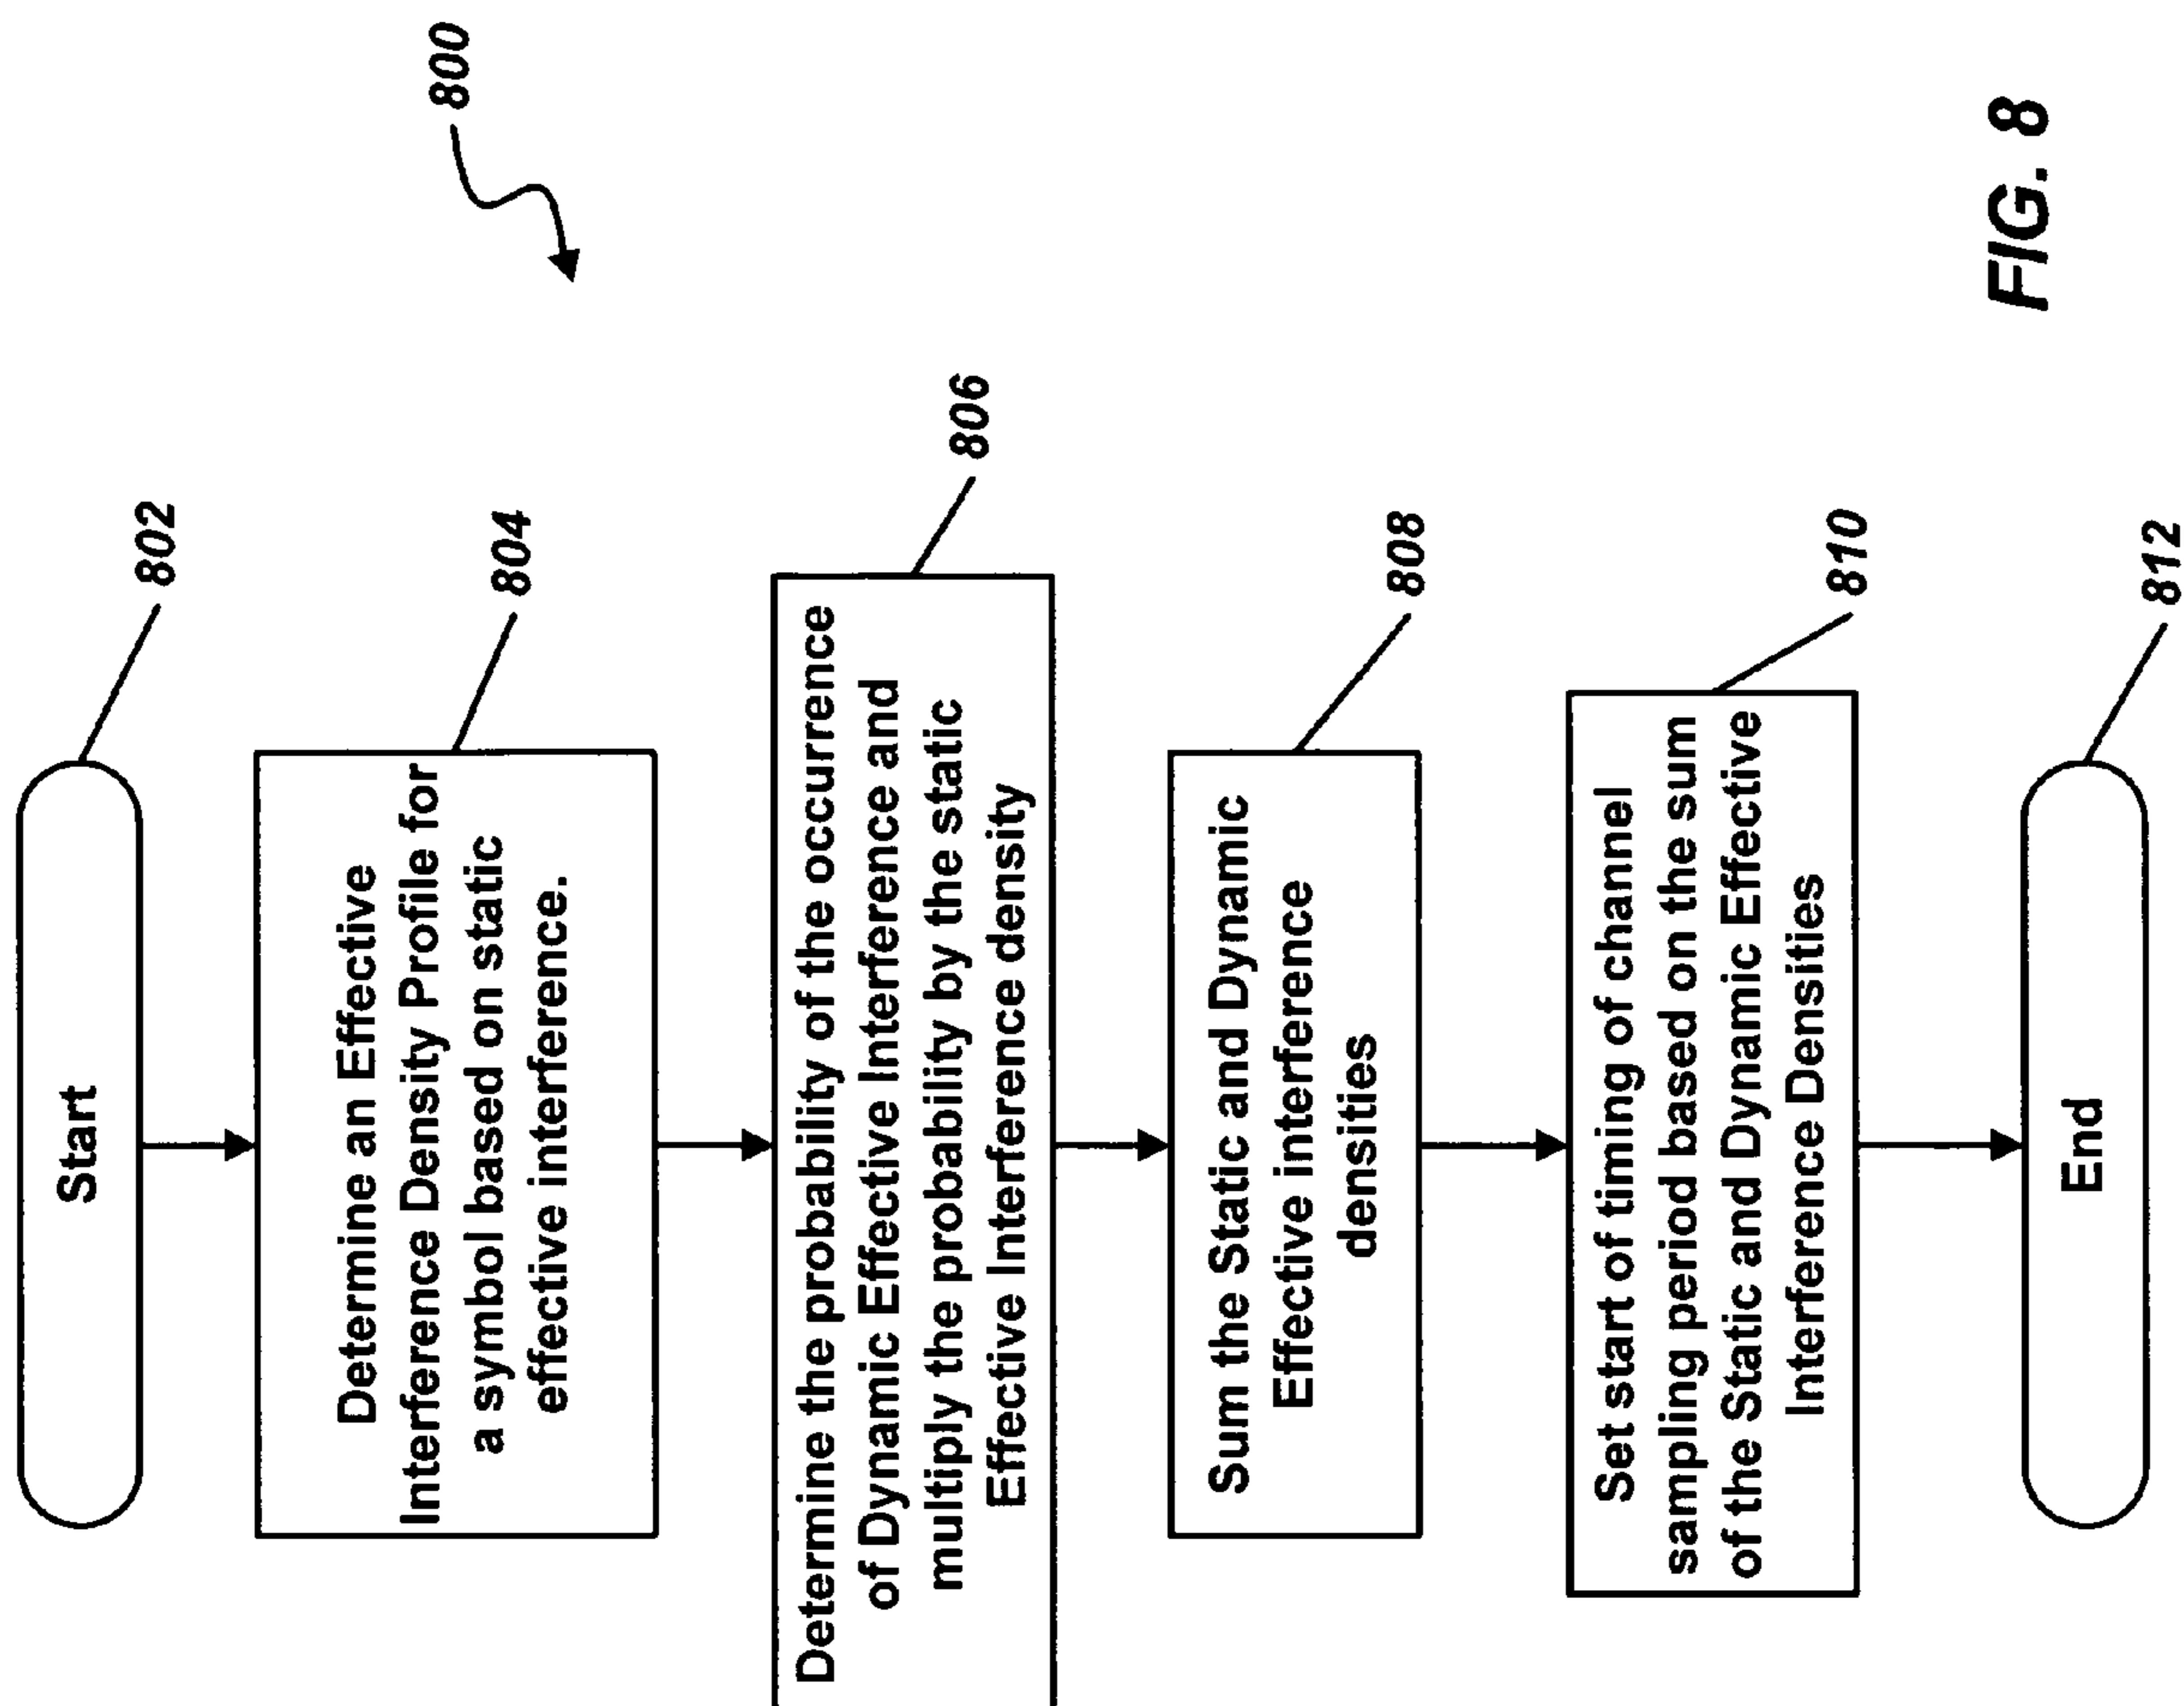 800
Start
802
Determine an Effective
Interference Density Profile for
a symbol based on static
effective interference.
804
Determine the probability of the occurrence
of Dynamic Effective Interference and
multiply the probability by the static
Effective Interference density
806
Sum the Static and Dynamic
Effective interference
densities
808
Set start of timing of channel
sampling period based on the sum
of the Static and Dynamic Effective
Interference Densities
810
End
812
FIG. 8